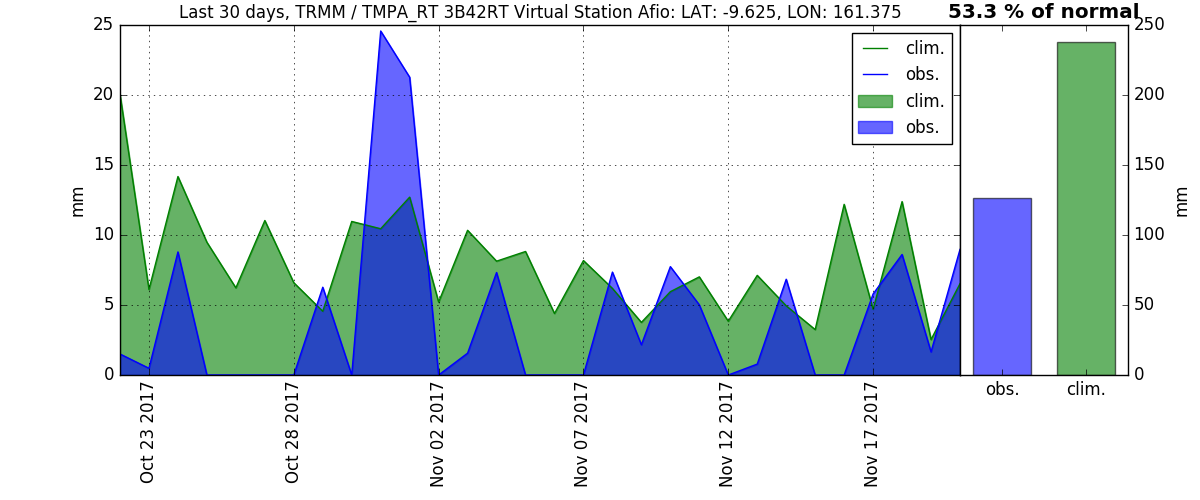 Last 30 days, TRMM / TMPA_RT 3B42RT Virtual Station Afio: LAT: -9.625, LON: 161.375
53.3 % of normal
25
20
15
10
5
0
mm
clim.
obs.
clim.
obs.
Oct 23 2017
Oct 28 2017
Nov 02 2017
Nov 07 2017
Nov 12 2017
Nov 17 2017
250
200
150
100
50
0
mm
obs.
clim.